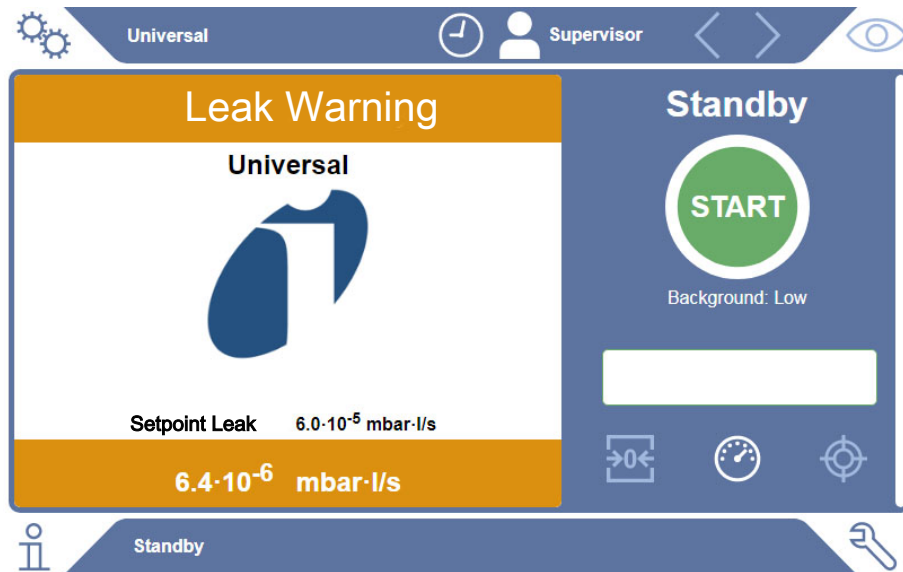 Universal
Supervisor
Leak Warning
Universal
Setpoint Leak 6.0·10⁻⁵ mbar·l/s
6.4·10⁻⁶ mbar·l/s
Standby
START
Background: Low
→0←
Standby